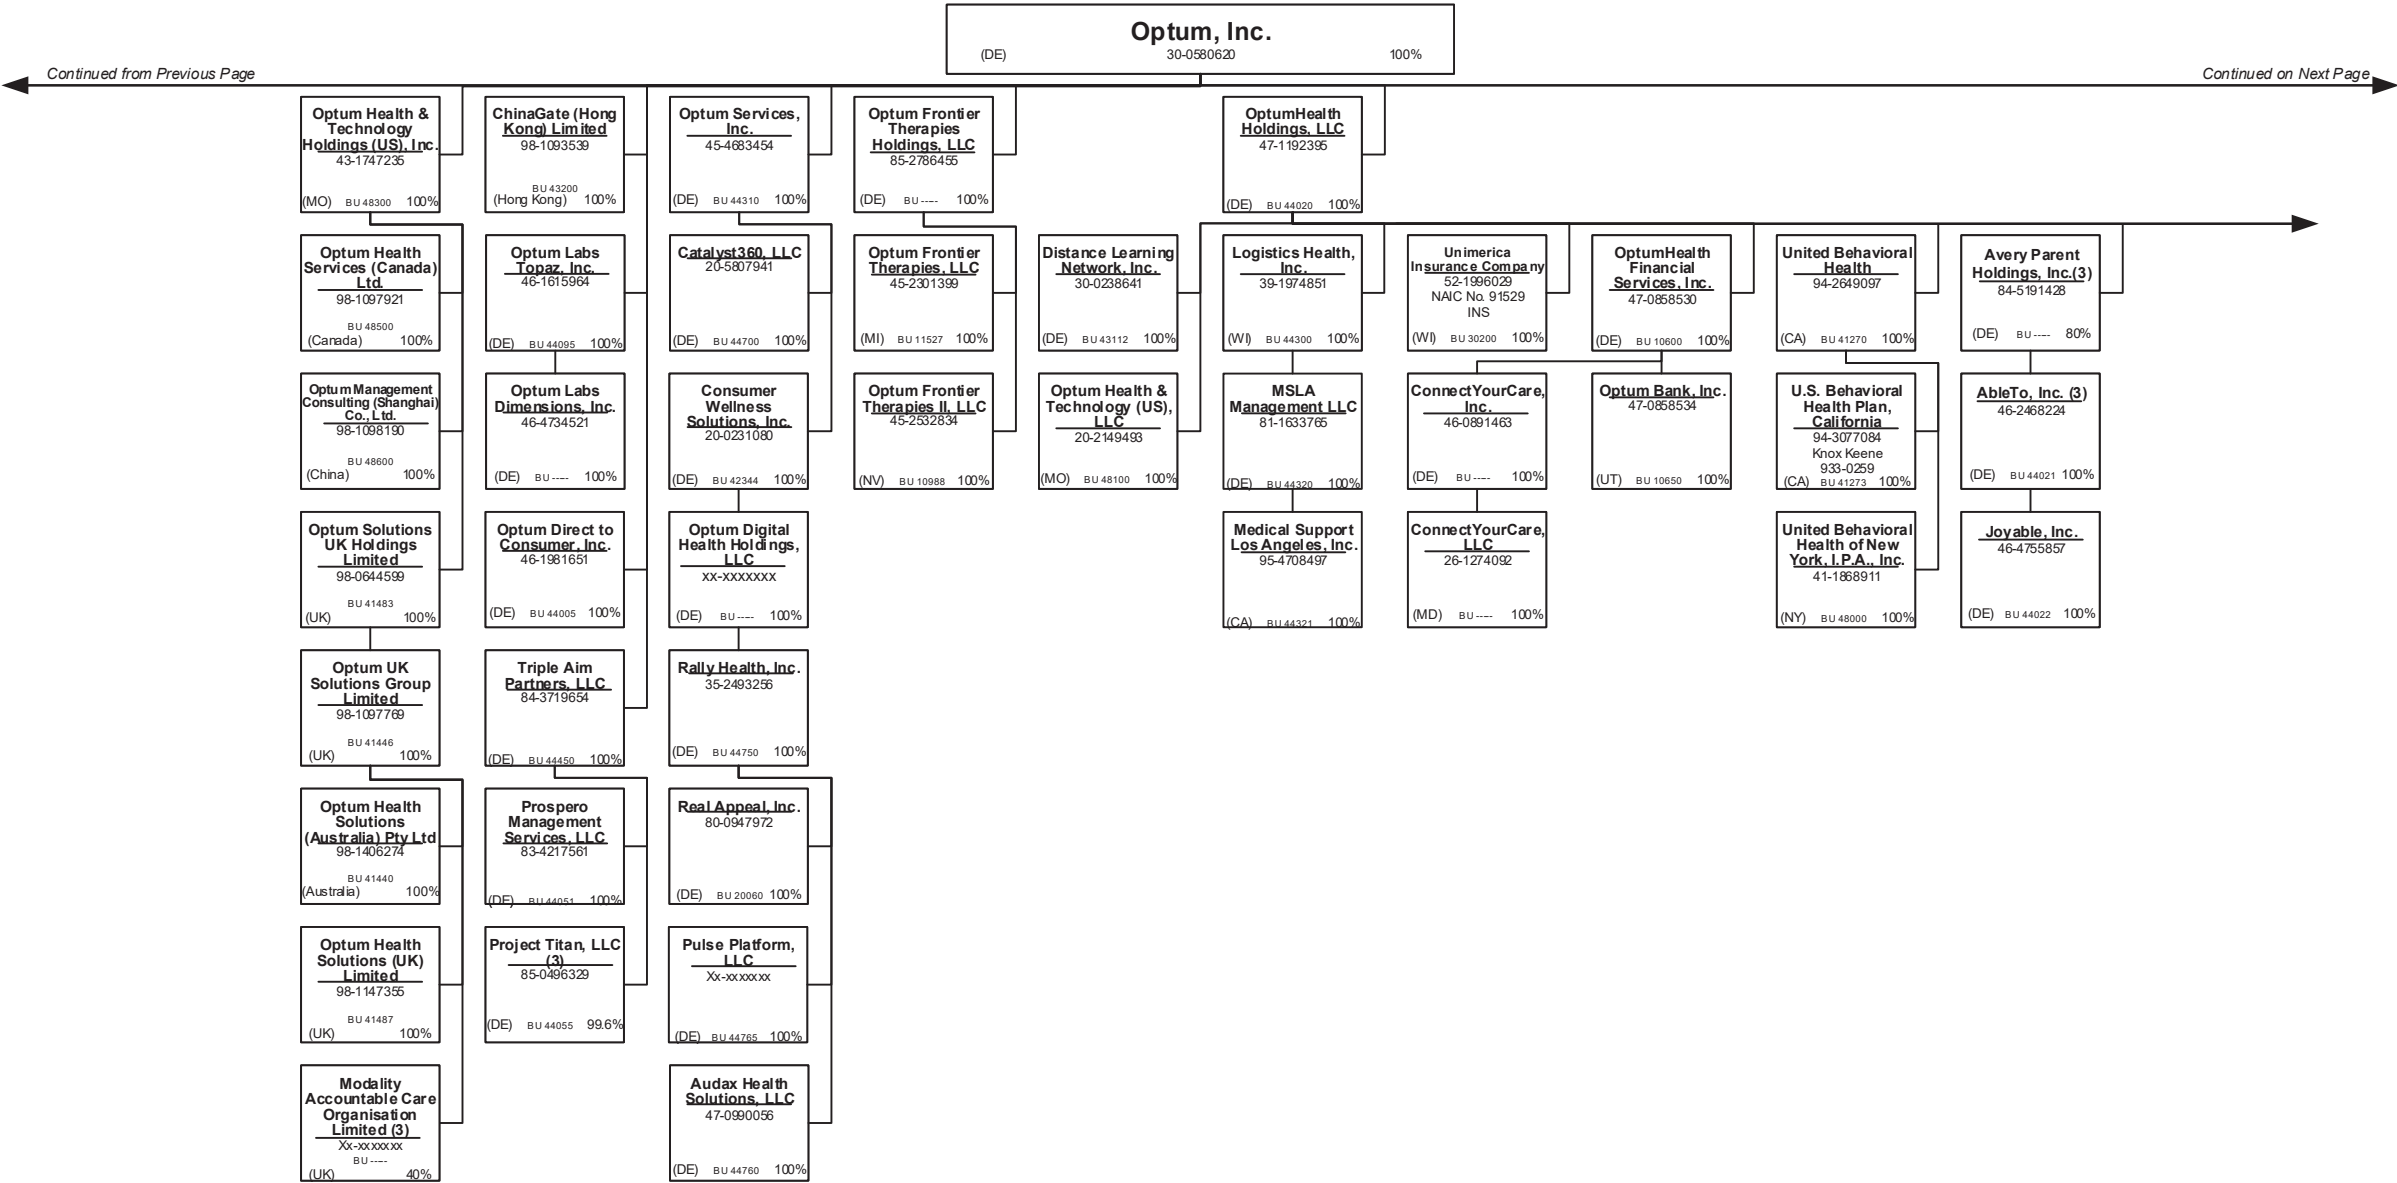 Optum, Inc.
(DE) 30-0580620 100%
Continued from Previous Page
Continued on Next Page
Optum Health &
Technology
Holdings (US), Inc.
43-1747235
(MO) BU 48300 100%
ChinaGate (Hong
Kong) Limited
98-1093539
BU 43200
(Hong Kong) 100%
Optum Services,
Inc.
45-4683454
(DE) BU 44310 100%
Optum Frontier
Therapies
Holdings, LLC
85-2786455
(DE) BU ----- 100%
OptumHealth
Holdings, LLC
47-1192395
(DE) BU 44020 100%
Optum Health
Services (Canada)
Ltd.
98-1097921
BU 48500
(Canada) 100%
Optum Labs
Topaz, Inc.
46-1615964
(DE) BU 44095 100%
Catalyst360, LLC
20-5807941
(DE) BU 44700 100%
Optum Frontier
Therapies, LLC
45-2301399
(MI) BU 11527 100%
Distance Learning
Network, Inc.
30-0238641
(DE) BU 43112 100%
Logistics Health,
Inc.
39-1974851
(WI) BU 44300 100%
Unimerica
Insurance Company
52-1996029
NAIC No. 91529
INS
(WI) BU 30200 100%
OptumHealth
Financial
Services, Inc.
47-0858530
(DE) BU 10600 100%
United Behavioral
Health
94-2649097
(CA) BU 41270 100%
Avery Parent
Holdings, Inc.(3)
84-5191428
(DE) BU ----- 80%
Optum Management
Consulting (Shanghai)
Co., Ltd.
98-1098190
BU 48600
(China) 100%
Optum Labs
Dimensions, Inc.
46-4734521
(DE) BU ----- 100%
Consumer
Wellness
Solutions, Inc.
20-0231080
(DE) BU 42344 100%
Optum Frontier
Therapies II, LLC
45-2532834
(NV) BU 10988 100%
Optum Health &
Technology (US),
LLC
20-2149493
(MO) BU 48100 100%
MSLA
Management LLC
81-1633765
(DE) BU 44320 100%
ConnectYourCare,
Inc.
46-0891463
(DE) BU ----- 100%
Optum Bank, Inc.
47-0858534
(UT) BU 10650 100%
U.S. Behavioral
Health Plan,
California
94-3077084
Knox Keene
933-0259
(CA) BU 41273 100%
AbleTo, Inc. (3)
46-2468224
(DE) BU 44021 100%
Optum Solutions
UK Holdings
Limited
98-0644599
BU 41483
(UK) 100%
Optum Direct to
Consumer, Inc.
46-1981651
(DE) BU 44005 100%
Optum Digital
Health Holdings,
LLC
xx-xxxxxxx
(DE) BU ----- 100%
Medical Support
Los Angeles, Inc.
95-4708497
(CA) BU 44321 100%
ConnectYourCare,
LLC
26-1274092
(MD) BU ----- 100%
United Behavioral
Health of New
York, I.P.A., Inc.
41-1868911
(NY) BU 48000 100%
Joyable, Inc.
46-4755857
(DE) BU 44022 100%
Optum UK
Solutions Group
Limited
98-1097769
BU 41446
(UK) 100%
Triple Aim
Partners, LLC
84-3719654
(DE) BU 44450 100%
Rally Health, Inc.
35-2493256
(DE) BU 44750 100%
Optum Health
Solutions
(Australia) Pty Ltd
98-1406274
BU 41440
(Australia) 100%
Prospero
Management
Services, LLC
83-4217561
(DE) BU 44051 100%
Real Appeal, Inc.
80-0947972
(DE) BU 20060 100%
Optum Health
Solutions (UK)
Limited
98-1147355
BU 41487
(UK) 100%
Project Titan, LLC
(3)
85-0496329
(DE) BU 44055 99.6%
Pulse Platform,
LLC
Xx-xxxxxxx
(DE) BU 44765 100%
Modality
Accountable Care
Organisation
Limited (3)
Xx-xxxxxxx
BU -----
(UK) 40%
Audax Health
Solutions, LLC
47-0990056
(DE) BU 44760 100%